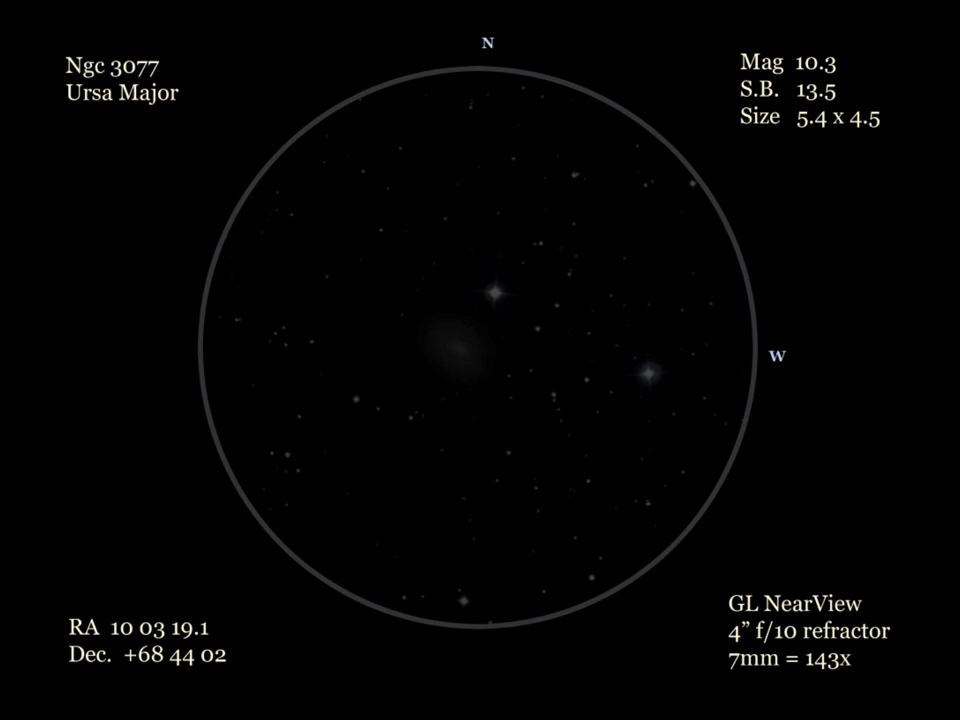 N
Ngc 3077
Ursa Major
Mag 10.3
S.B. 13.5
Size 5.4 x 4.5
W
RA 10 03 19.1
Dec. +68 44 02
GL NearView
4” f/10 refractor
7mm = 143x